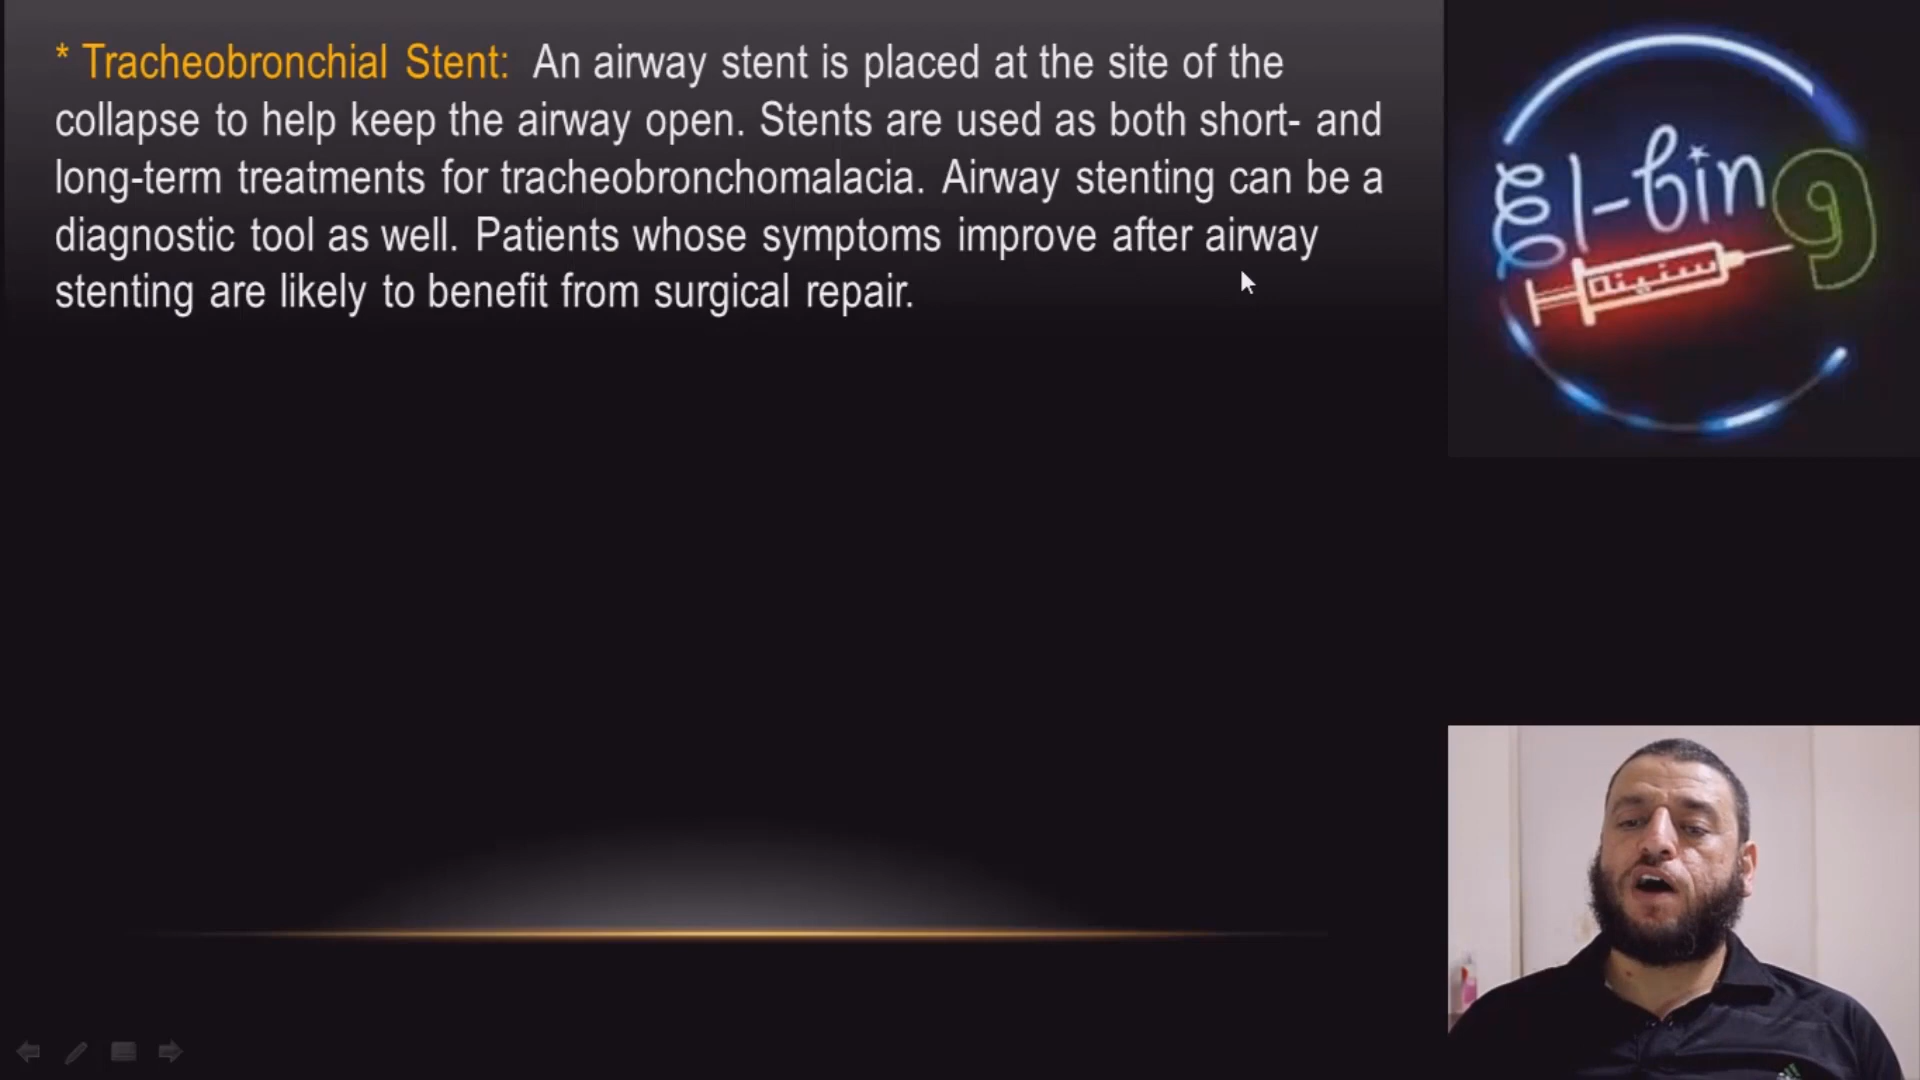 * Tracheobronchial Stent: An airway stent is placed at the site of the
collapse to help keep the airway open. Stents are used as both short- and
long-term treatments for tracheobronchomalacia. Airway stenting can be a
diagnostic tool as well. Patients whose symptoms improve after airway
stenting are likely to benefit from surgical repair.
El-bing